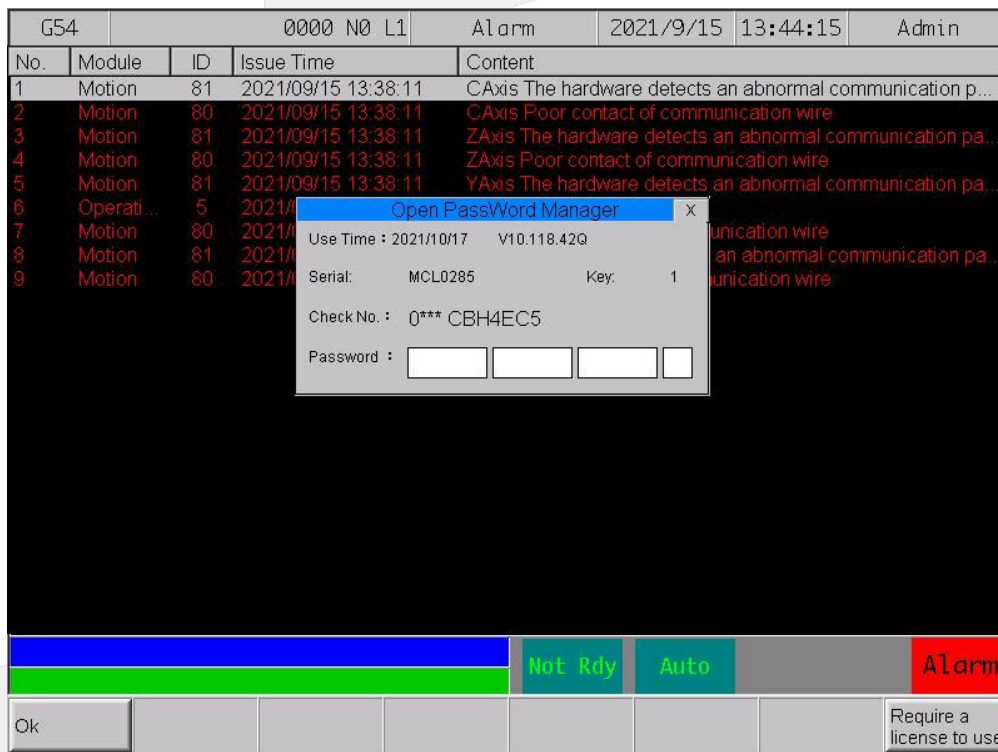 G54 0000 N0 L1 Alarm 2021/9/15 13:44:15 Admin
No. Module ID Issue Time Content
1 Motion 81 2021/09/15 13:38:11 CAxis The hardware detects an abnormal communication p...
2 Motion 80 2021/09/15 13:38:11 CAxis Poor contact of communication wire
3 Motion 81 2021/09/15 13:38:11 ZAxis The hardware detects an abnormal communication pa...
4 Motion 80 2021/09/15 13:38:11 ZAxis Poor contact of communication wire
5 Motion 81 2021/09/15 13:38:11 YAxis The hardware detects an abnormal communication pa...
6 Operati... 5
7 Motion 80 wire
8 Motion 81 an abnormal communication pa...
9 Motion 80 wire
Open PassWord Manager X
Use Time : 2021/10/17 V10.118.42Q
Serial: MCL0285 Key: 1
Check No. : 0*** CBH4EC5
Password :
Not Rdy Auto Alarm
Ok Require a
license to use